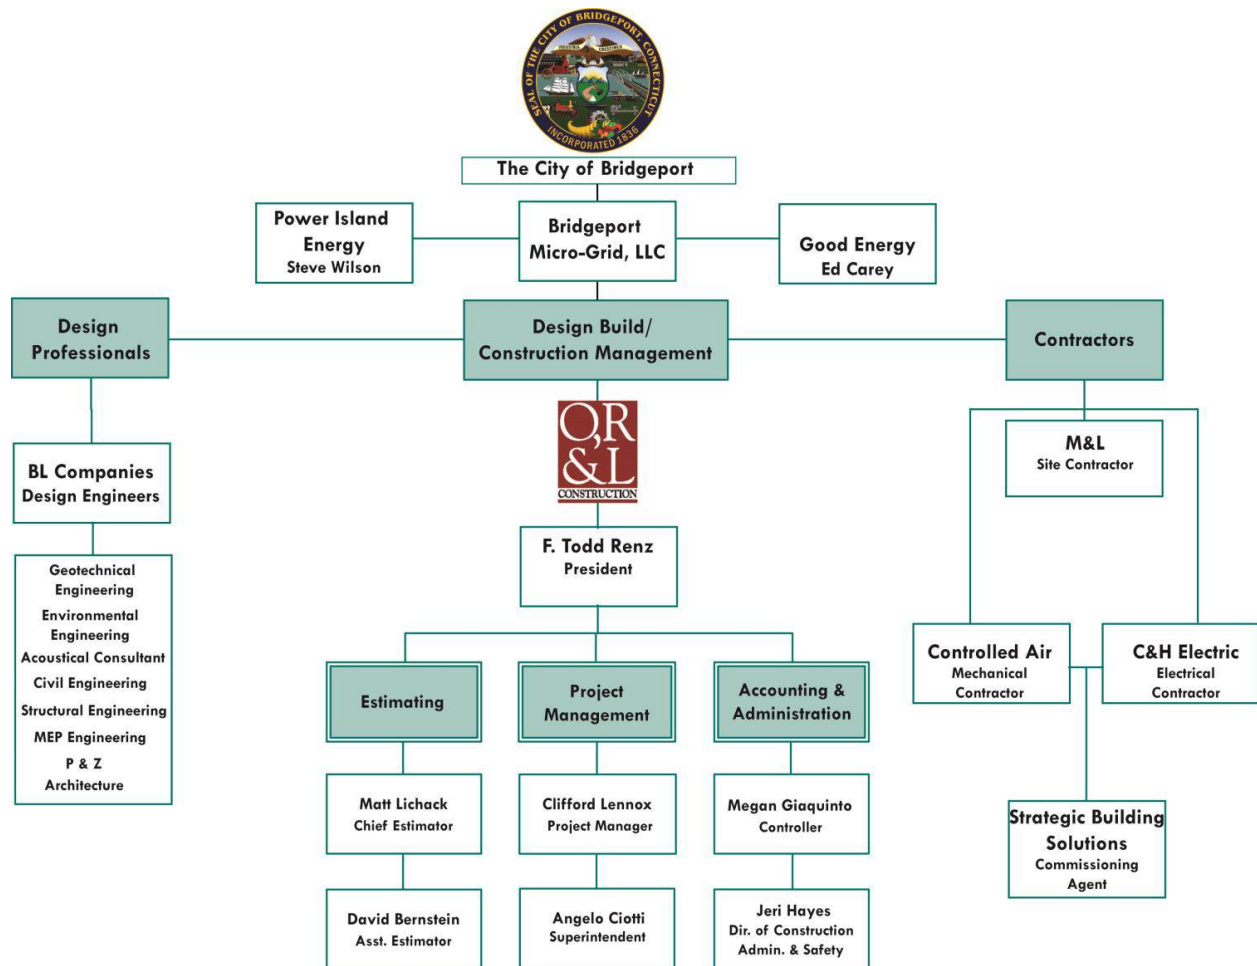 SEAL OF THE CITY OF BRIDGEPORT, CONNECTICUT
INCORPORATED 1836
The City of Bridgeport
Power Island
Energy
Steve Wilson
Bridgeport
Micro-Grid, LLC
Good Energy
Ed Carey
Design
Professionals
Design Build/
Construction Management
Contractors
O,R
&L
CONSTRUCTION
BL Companies
Design Engineers
M&L
Site Contractor
F. Todd Renz
President
Geotechnical
Engineering
Environmental
Engineering
Acoustical Consultant
Civil Engineering
Structural Engineering
MEP Engineering
P & Z
Architecture
Controlled Air
Mechanical
Contractor
C&H Electric
Electrical
Contractor
Estimating
Project
Management
Accounting &
Administration
Matt Lichack
Chief Estimator
Clifford Lennox
Project Manager
Megan Giaquinto
Controller
Strategic Building
Solutions
Commissioning
Agent
David Bernstein
Asst. Estimator
Angelo Ciotti
Superintendent
Jeri Hayes
Dir. of Construction
Admin. & Safety